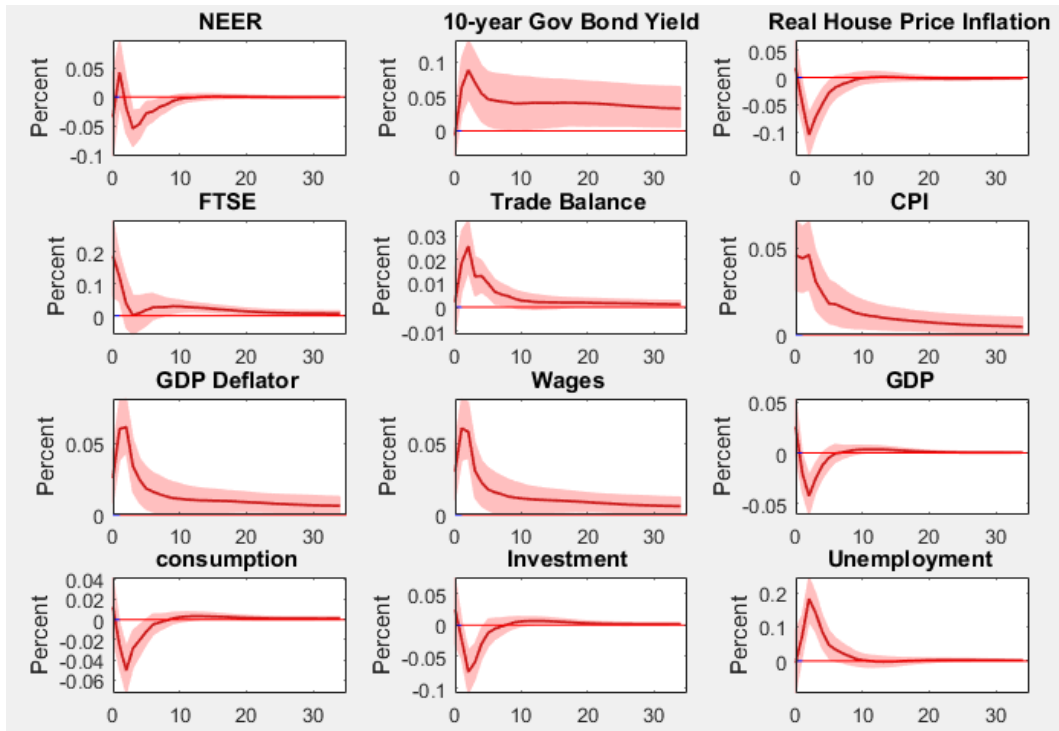 NEER
10-year Gov Bond Yield
Real House Price Inflation
Percent
0.05
0
-0.05
-0.1
0 10 20 30
Percent
0.1
0.05
0
0 10 20 30
Percent
0.05
0
-0.05
-0.1
0 10 20 30
FTSE
Trade Balance
CPI
Percent
0.2
0.1
0
0 10 20 30
Percent
0.03
0.02
0.01
0
-0.01
0 10 20 30
Percent
0.05
0
0 10 20 30
GDP Deflator
Wages
GDP
Percent
0.05
0
0 10 20 30
Percent
0.05
0
0 10 20 30
Percent
0.05
0
-0.05
0 10 20 30
consumption
Investment
Unemployment
Percent
0.04
0.02
0
-0.02
-0.04
-0.06
0 10 20 30
Percent
0.05
0
-0.05
-0.1
0 10 20 30
Percent
0.2
0.1
0
0 10 20 30